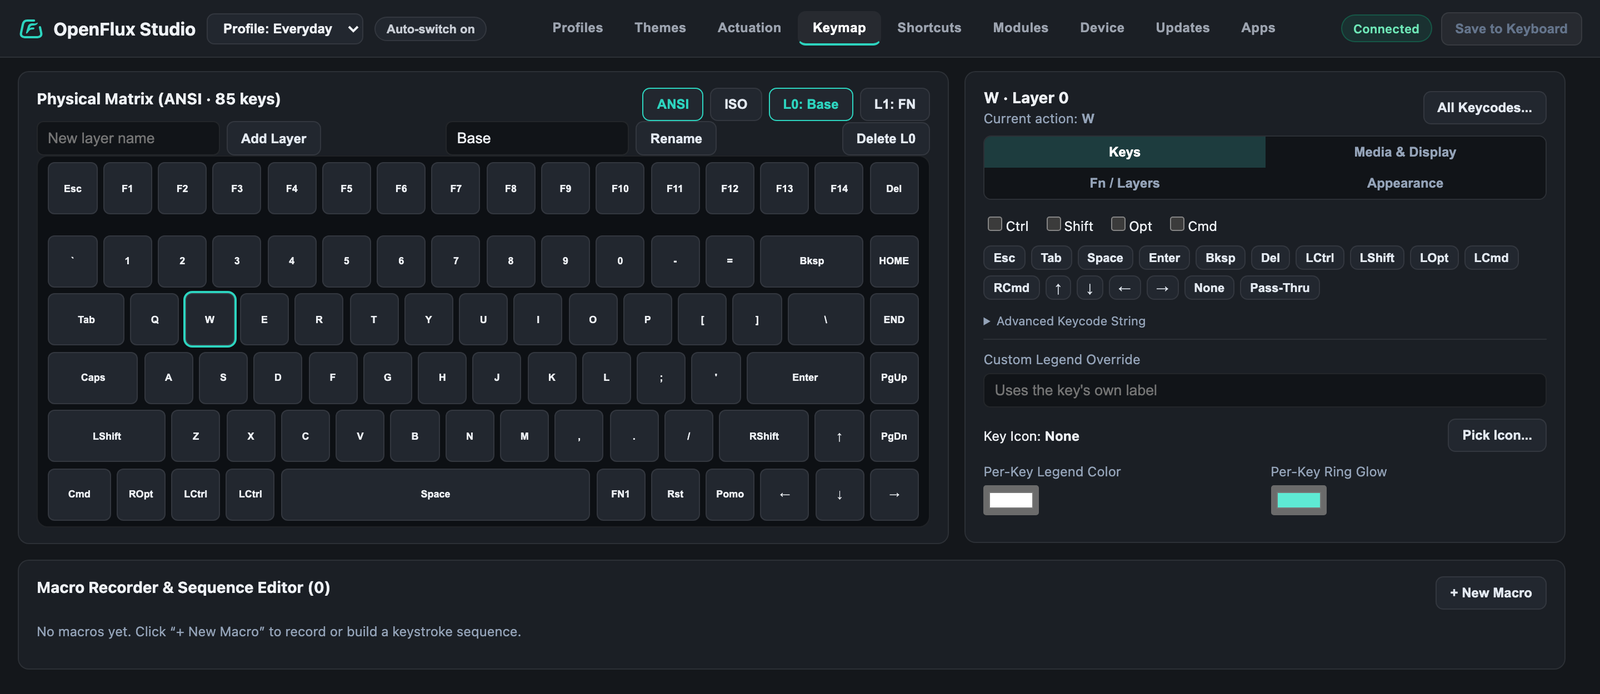 OpenFlux Studio Profile: Everyday Auto-switch on Profiles Themes Actuation Keymap Shortcuts Modules Device Updates Apps Connected Save to Keyboard
Physical Matrix (ANSI · 85 keys) ANSI ISO L0: Base L1: FN
New layer name Add Layer Base Rename Delete L0
Esc F1 F2 F3 F4 F5 F6 F7 F8 F9 F10 F11 F12 F13 F14 Del
` 1 2 3 4 5 6 7 8 9 0 - = Bksp HOME
Tab Q W E R T Y U I O P [ ] \ END
Caps A S D F G H J K L ; ' Enter PgUp
LShift Z X C V B N M , . / RShift ↑ PgDn
Cmd ROpt LCtrl LCtrl Space FN1 Rst Pomo ← ↓ →
W · Layer 0
Current action: W
All Keycodes...
Keys Media & Display
Fn / Layers Appearance
Ctrl Shift Opt Cmd
Esc Tab Space Enter Bksp Del LCtrl LShift LOpt LCmd
RCmd ↑ ↓ ← → None Pass-Thru
Advanced Keycode String
Custom Legend Override
Uses the key's own label
Key Icon: None Pick Icon...
Per-Key Legend Color Per-Key Ring Glow
Macro Recorder & Sequence Editor (0) + New Macro
No macros yet. Click “+ New Macro” to record or build a keystroke sequence.